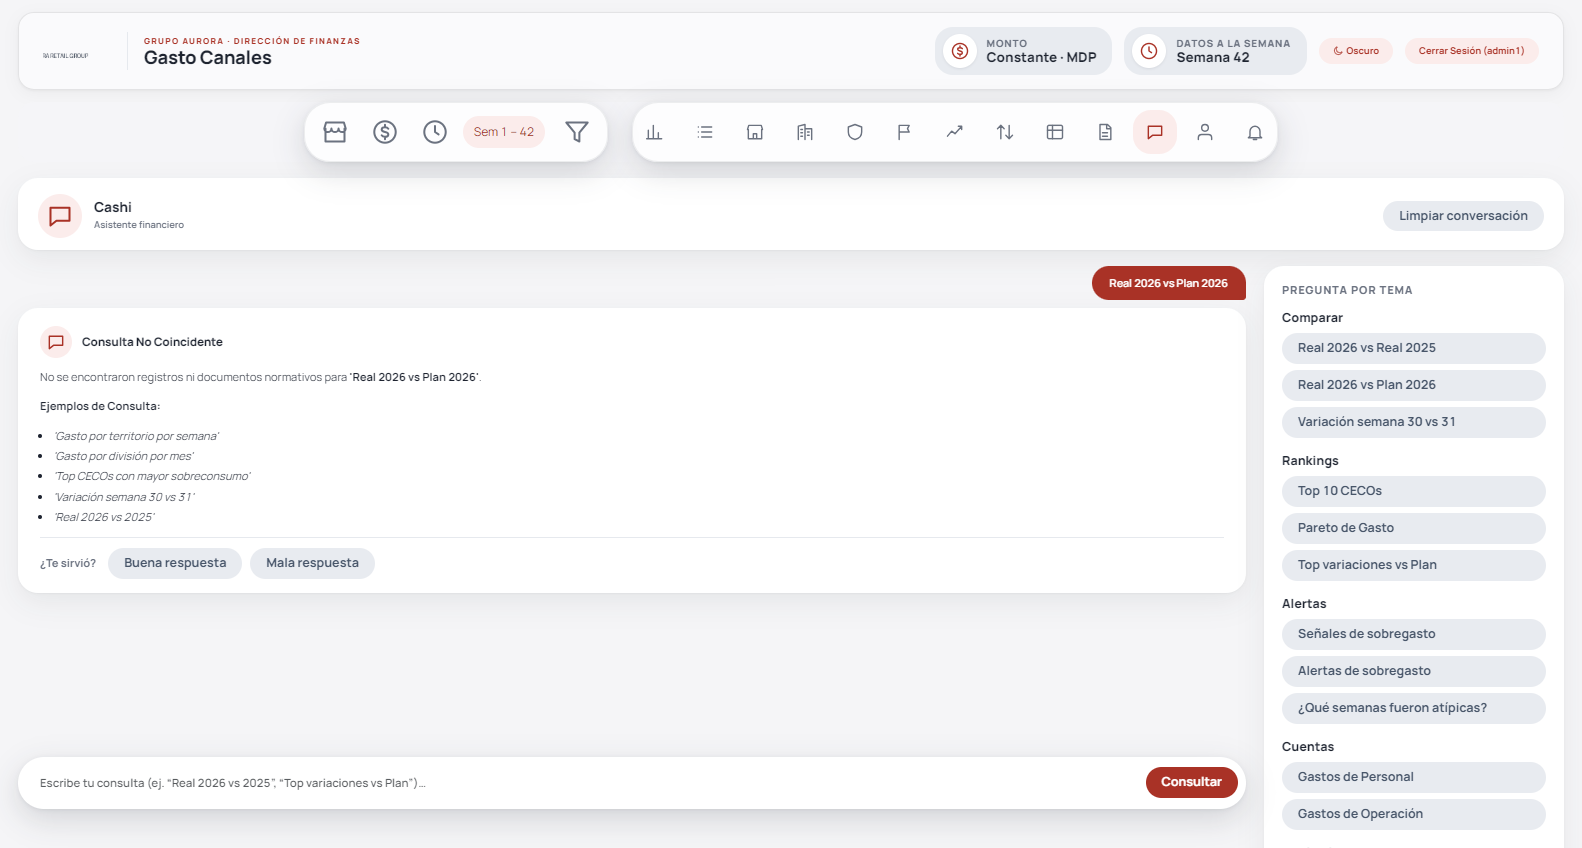 RETAIL GROUP
GRUPO AURORA · DIRECCIÓN DE FINANZAS
Gasto Canales
MONTO
Constante · MDP
DATOS A LA SEMANA
Semana 42
Oscuro
Cerrar Sesión (admin1)
Sem 1 – 42
Cashi
Asistente financiero
Limpiar conversación
Real 2026 vs Plan 2026
Consulta No Coincidente
No se encontraron registros ni documentos normativos para 'Real 2026 vs Plan 2026'.
Ejemplos de Consulta:
'Gasto por territorio por semana'
'Gasto por división por mes'
'Top CECOs con mayor sobreconsumo'
'Variación semana 30 vs 31'
'Real 2026 vs 2025'
¿Te sirvió?
Buena respuesta
Mala respuesta
Escribe tu consulta (ej. “Real 2026 vs 2025”, “Top variaciones vs Plan”)…
Consultar
PREGUNTA POR TEMA
Comparar
Real 2026 vs Real 2025
Real 2026 vs Plan 2026
Variación semana 30 vs 31
Rankings
Top 10 CECOs
Pareto de Gasto
Top variaciones vs Plan
Alertas
Señales de sobregasto
Alertas de sobregasto
¿Qué semanas fueron atípicas?
Cuentas
Gastos de Personal
Gastos de Operación